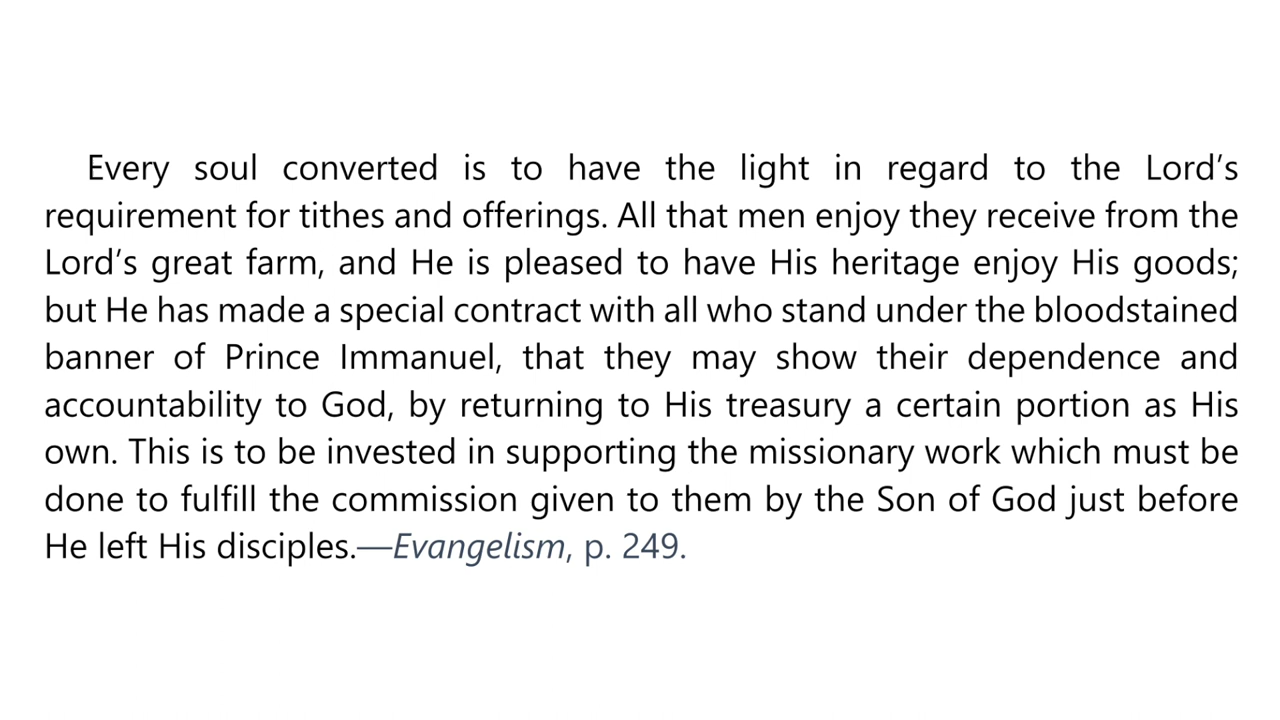 Every soul converted is to have the light in regard to the Lord’s
requirement for tithes and offerings. All that men enjoy they receive from the
Lord’s great farm, and He is pleased to have His heritage enjoy His goods;
but He has made a special contract with all who stand under the bloodstained
banner of Prince Immanuel, that they may show their dependence and
accountability to God, by returning to His treasury a certain portion as His
own. This is to be invested in supporting the missionary work which must be
done to fulfill the commission given to them by the Son of God just before
He left His disciples.—Evangelism, p. 249.